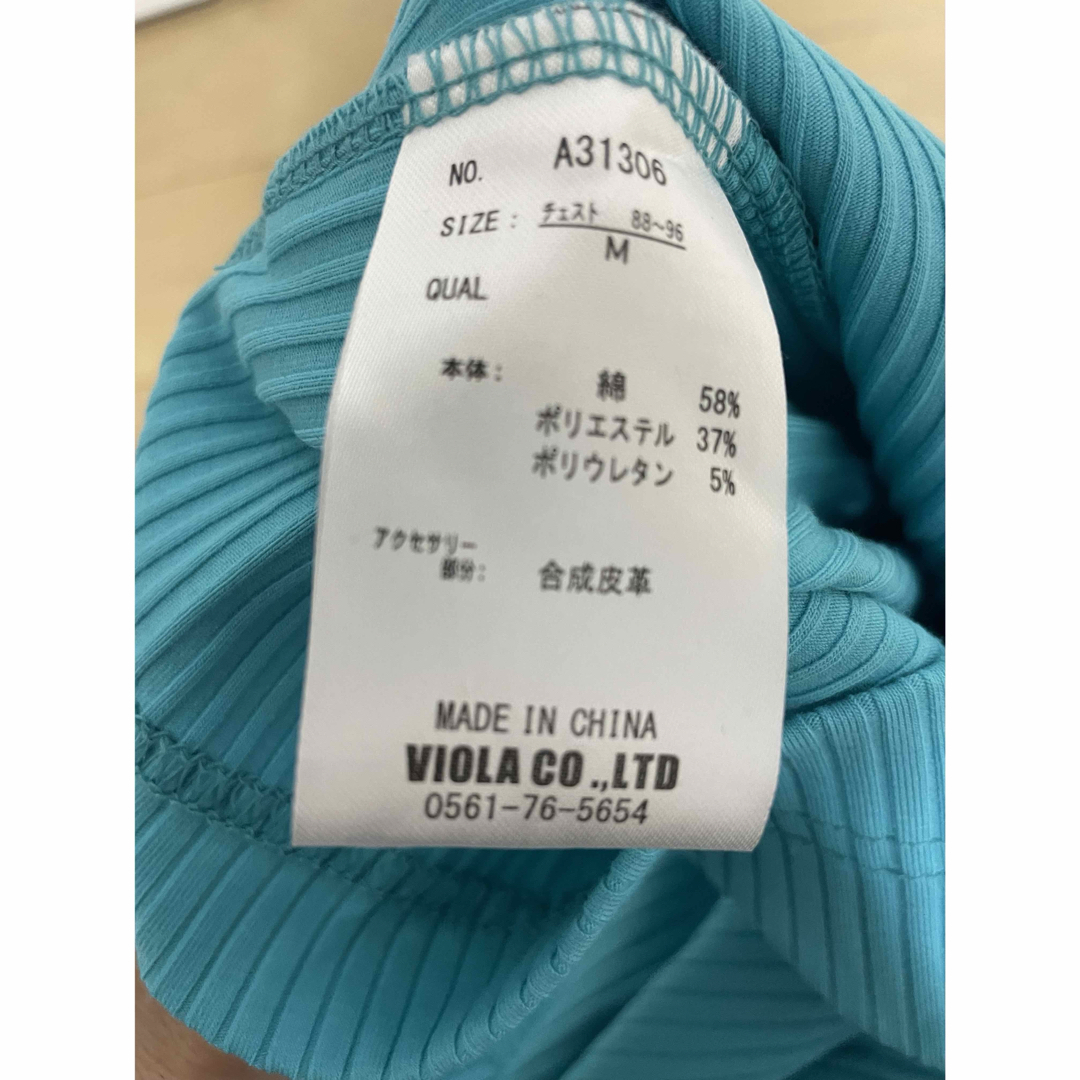 NO. A31306
SIZE : チェスト 88~96
M
QUAL
本体: 綿 58%
ポリエステル 37%
ポリウレタン 5%
アクセサリー
部分: 合成皮革
MADE IN CHINA
VIOLA CO.,LTD
0561-76-5654